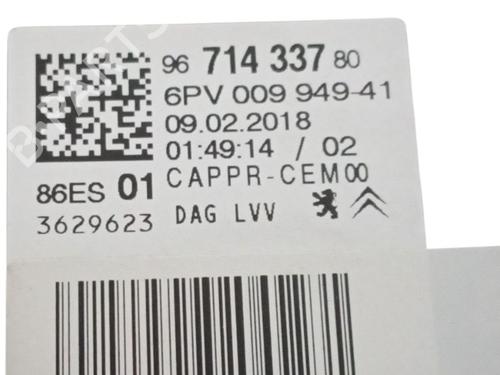 96 714 337 80
6PV 009 949-41
09.02.2018
01:49:14 / 02
86ES 01 CAPPR-CEM00
3629623 DAG LVV
B-PARTS